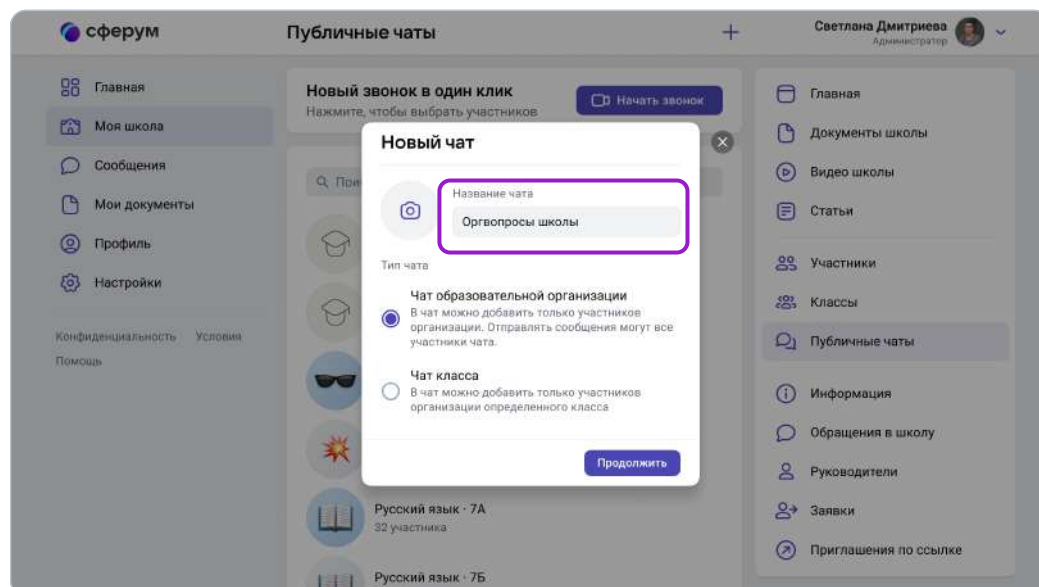 сферум
Публичные чаты
Светлана Дмитриева
Администратор
Главная
Моя школа
Сообщения
Мои документы
Профиль
Настройки
Конфиденциальность Условия
Помощь
Новый звонок в один клик
Нажмите, чтобы выбрать участников
Начать звонок
Новый чат
Название чата
Оргвопросы школы
Тип чата
Чат образовательной организации
В чат можно добавить только участников
организации. Отправлять сообщения могут все
участники чата.
Чат класса
В чат можно добавить только участников
организации определенного класса
Продолжить
Русский язык · 7А
32 участника
Русский язык · 7Б
Главная
Документы школы
Видео школы
Статьи
Участники
Классы
Публичные чаты
Информация
Обращения в школу
Руководители
Заявки
Приглашения по ссылке